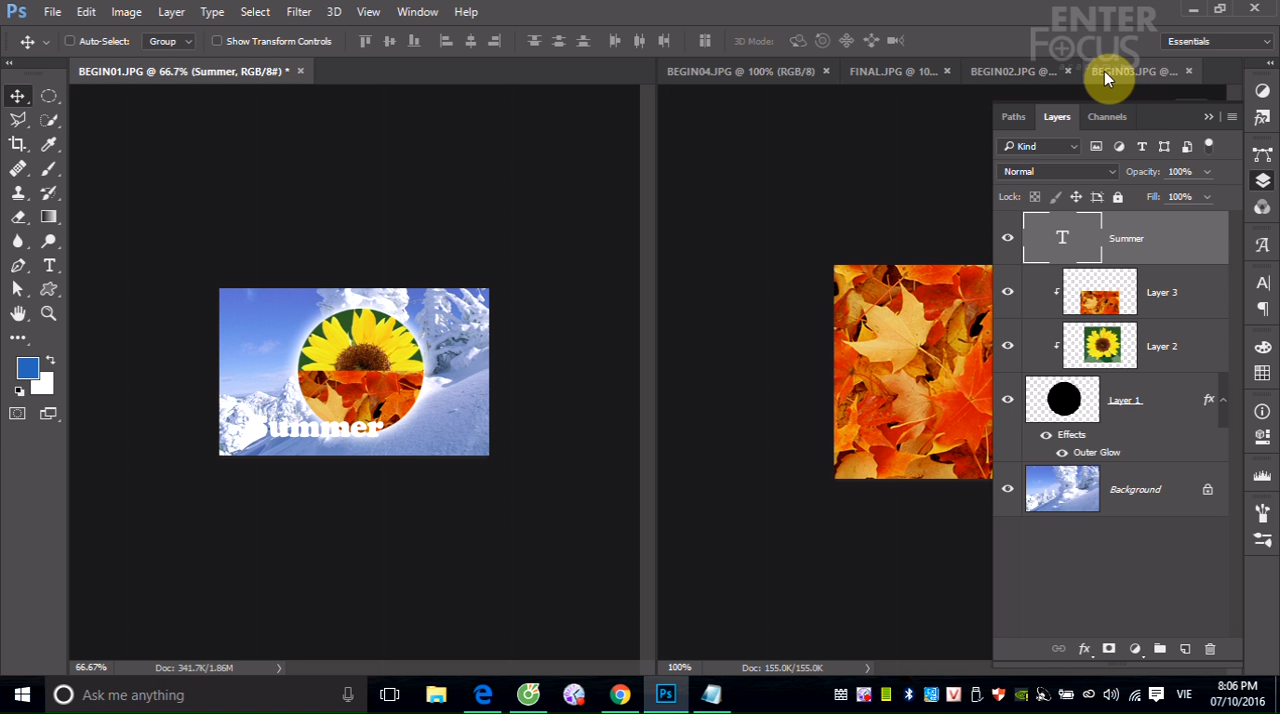 Ps File Edit Image Layer Type Select Filter 3D View Window Help
ENTER
FOCUS
Auto-Select: Group Show Transform Controls 3D Mode: Essentials
BEGIN01.JPG @ 66.7% (Summer, RGB/8#) * × BEGIN04.JPG @ 100% (RGB/8) × FINAL.JPG @ 10... × BEGIN02.JPG @... × BEGIN03.JPG @... ×
Paths Layers Channels
Kind
Normal Opacity: 100%
Lock: Fill: 100%
T Summer
Layer 3
Layer 2
Layer 1 fx
Effects
Outer Glow
Background
Summer
66.67% Doc: 341.7K/1.86M 100% Doc: 155.0K/155.0K
Ask me anything
VIE
8:06 PM
07/10/2016